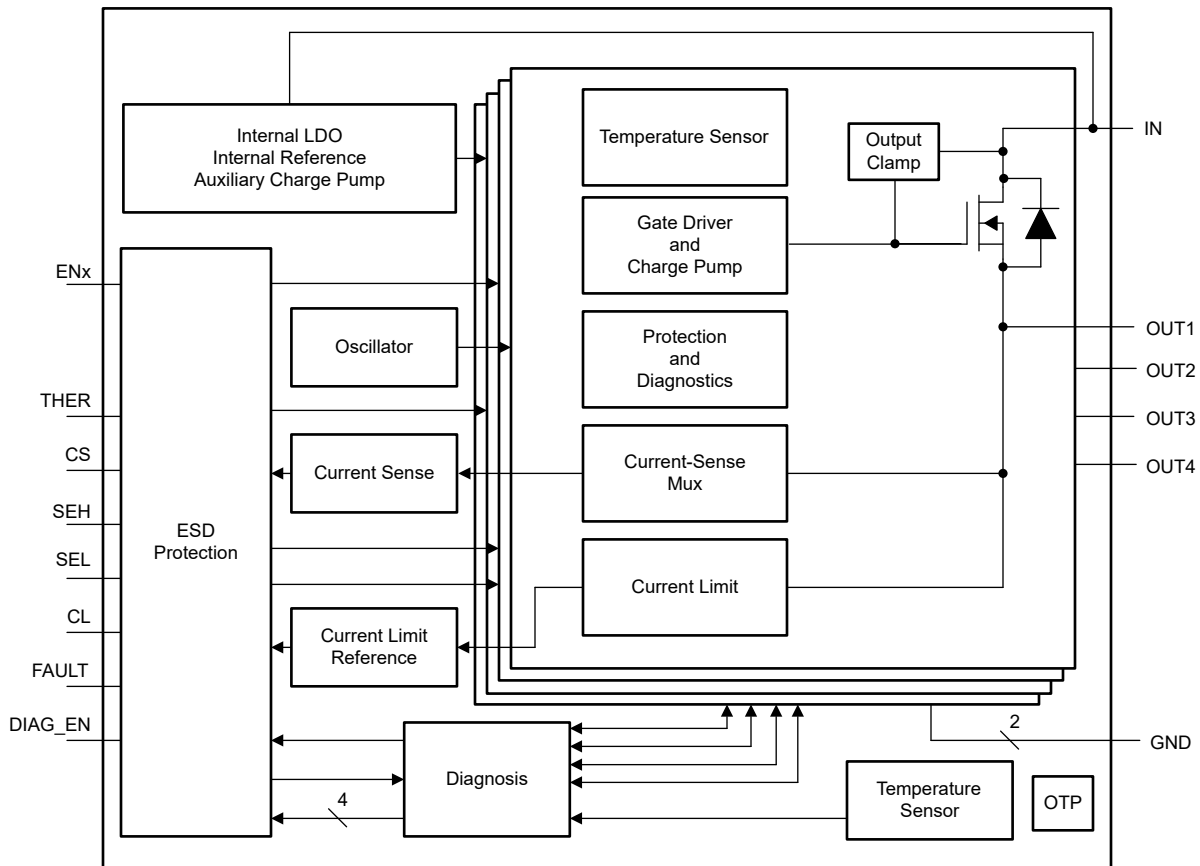 Internal LDO
Internal Reference
Auxiliary Charge Pump
Temperature Sensor
Output
Clamp
IN
Gate Driver
and
Charge Pump
ENx
Oscillator
Protection
and
Diagnostics
OUT1
OUT2
OUT3
OUT4
THER
CS
SEH
SEL
CL
FAULT
DIAG_EN
ESD
Protection
Current Sense
Current-Sense
Mux
Current Limit
Current Limit
Reference
Diagnosis
4
2
GND
Temperature
Sensor
OTP